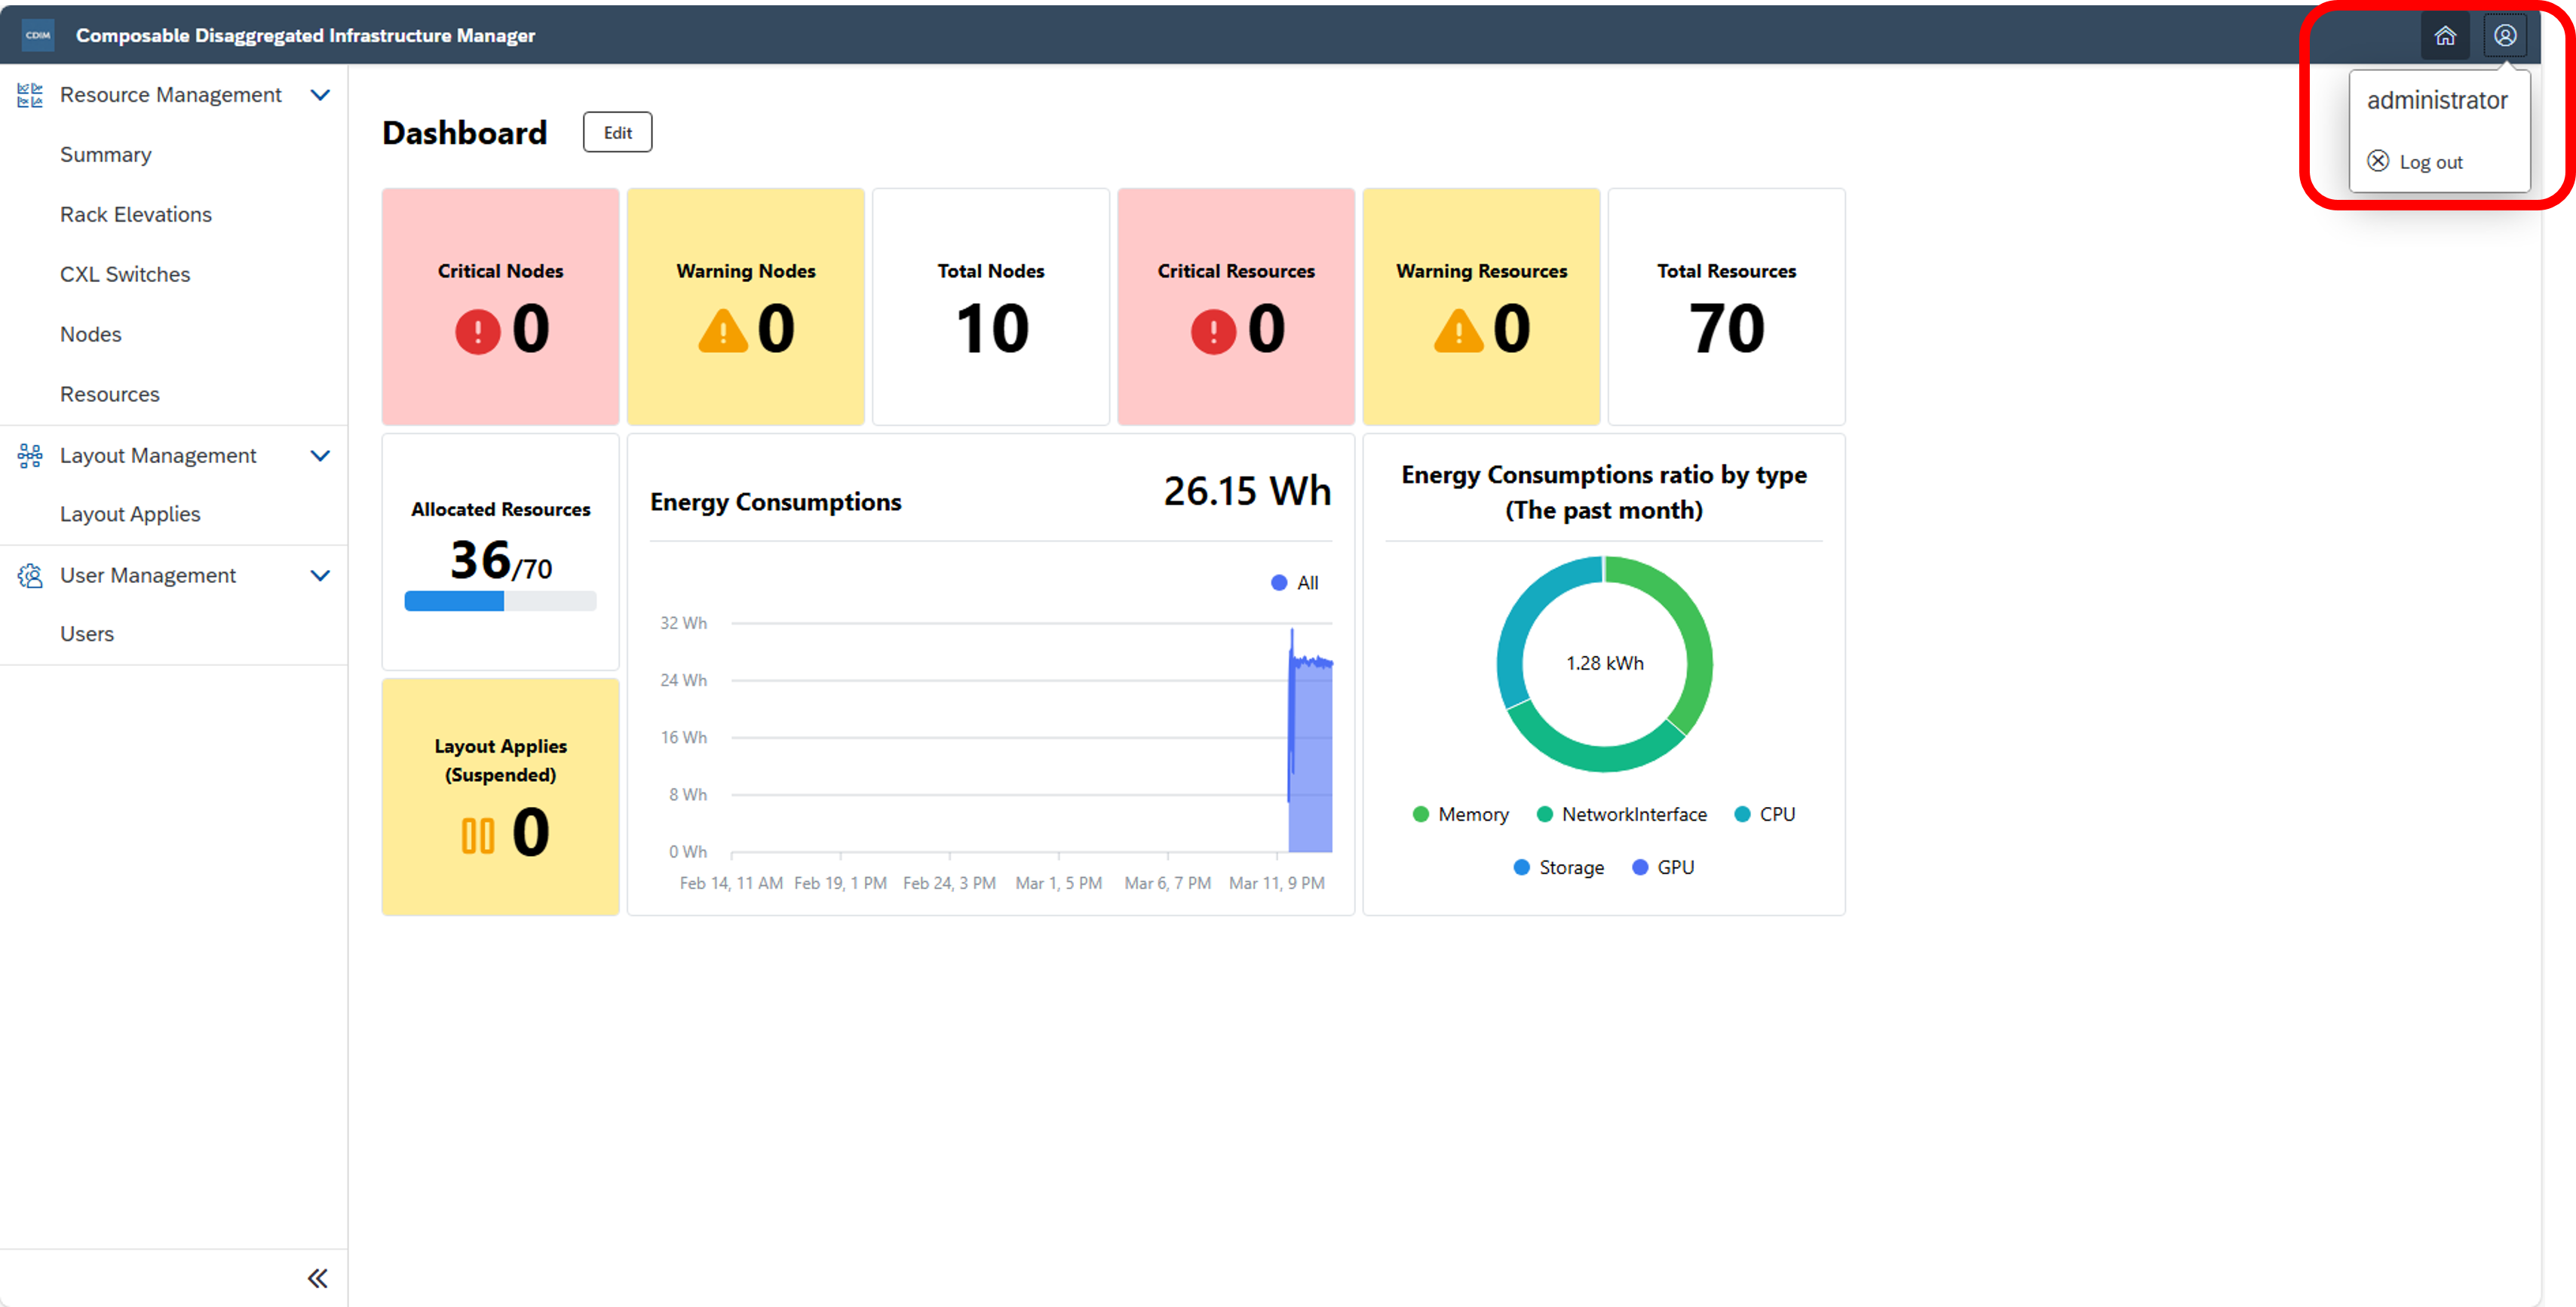 CDIM
Composable Disaggregated Infrastructure Manager
administrator
Log out
Resource Management
Summary
Rack Elevations
CXL Switches
Nodes
Resources
Layout Management
Layout Applies
User Management
Users
Dashboard
Edit
Critical Nodes
0
Warning Nodes
0
Total Nodes
10
Critical Resources
0
Warning Resources
0
Total Resources
70
Allocated Resources
36/70
Layout Applies
(Suspended)
0
Energy Consumptions
26.15 Wh
All
32 Wh
24 Wh
16 Wh
8 Wh
0 Wh
Feb 14, 11 AM Feb 19, 1 PM Feb 24, 3 PM Mar 1, 5 PM Mar 6, 7 PM Mar 11, 9 PM
Energy Consumptions ratio by type
(The past month)
1.28 kWh
Memory NetworkInterface CPU
Storage GPU